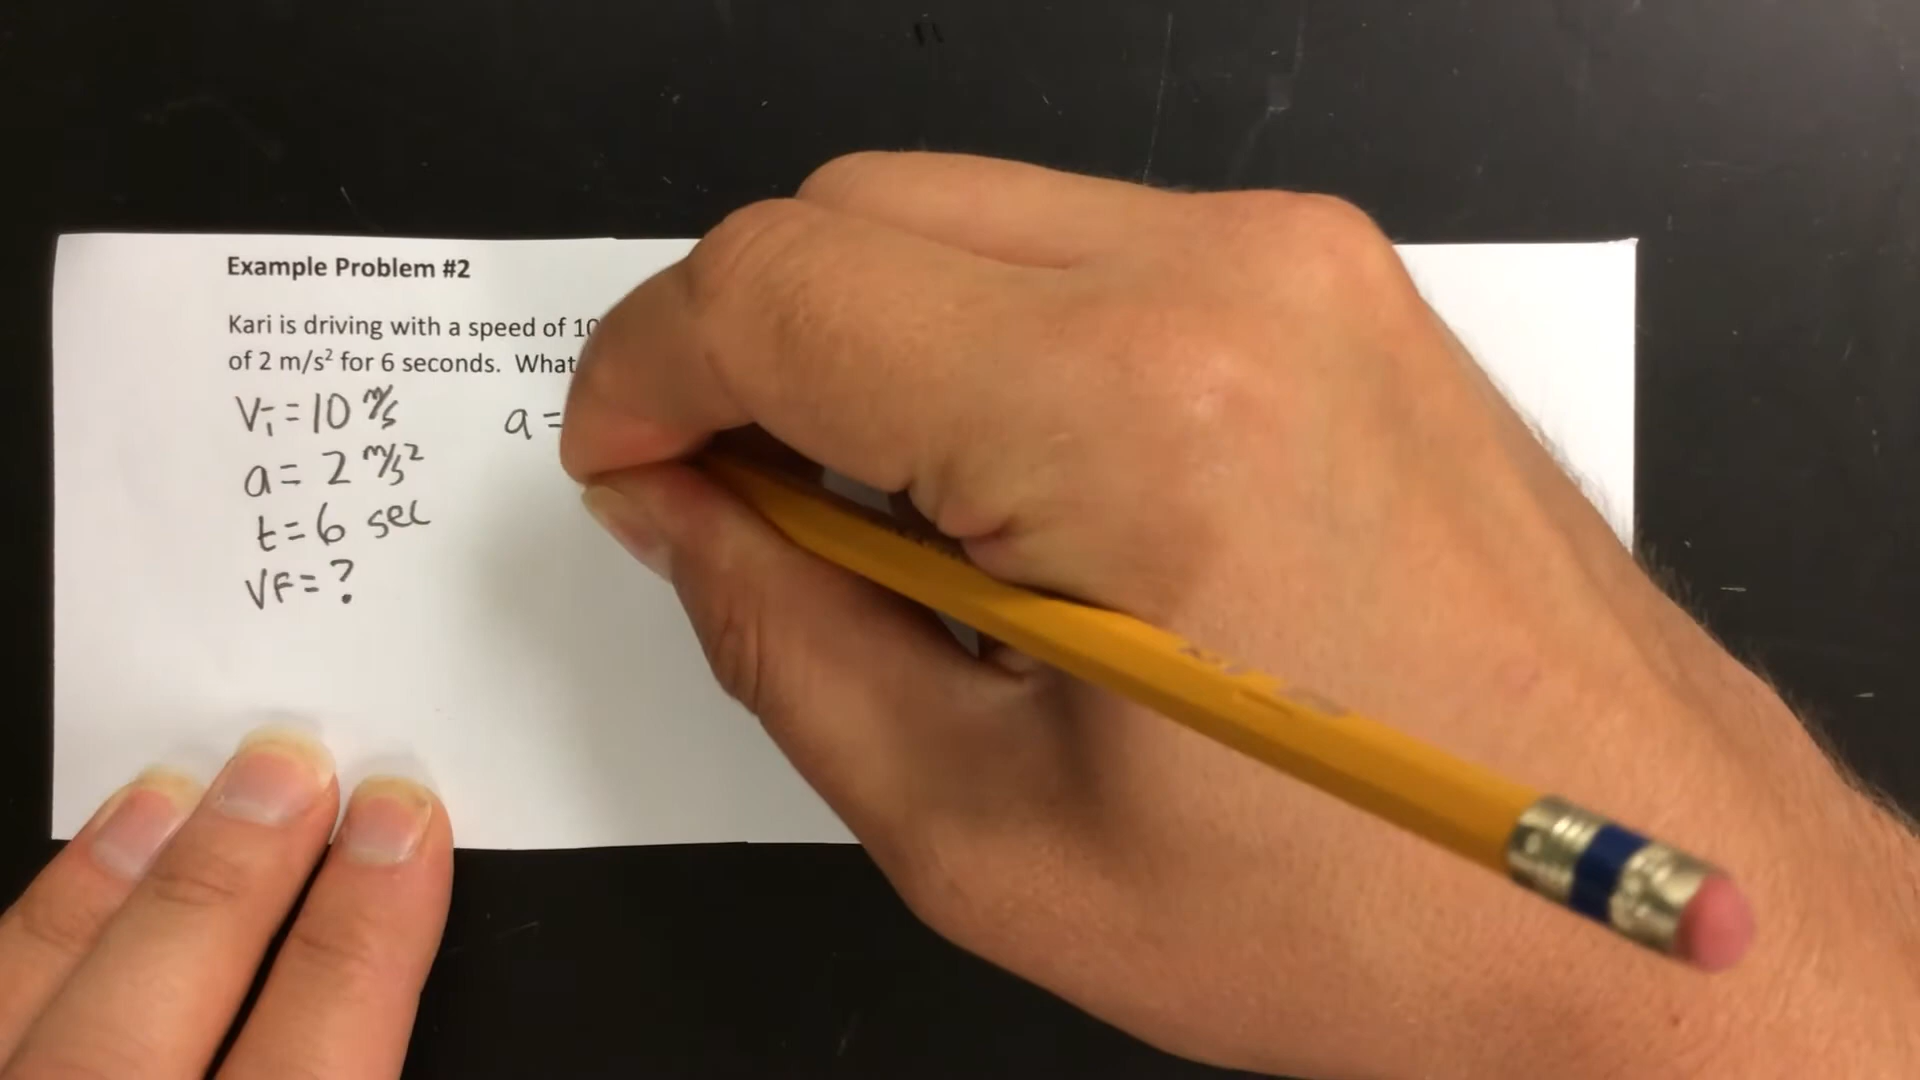 Example Problem #2
Kari is driving with a speed of 10
of 2 m/s² for 6 seconds. What
Vi = 10 m/s
a =
a = 2 m/s²
t = 6 sec
VF = ?